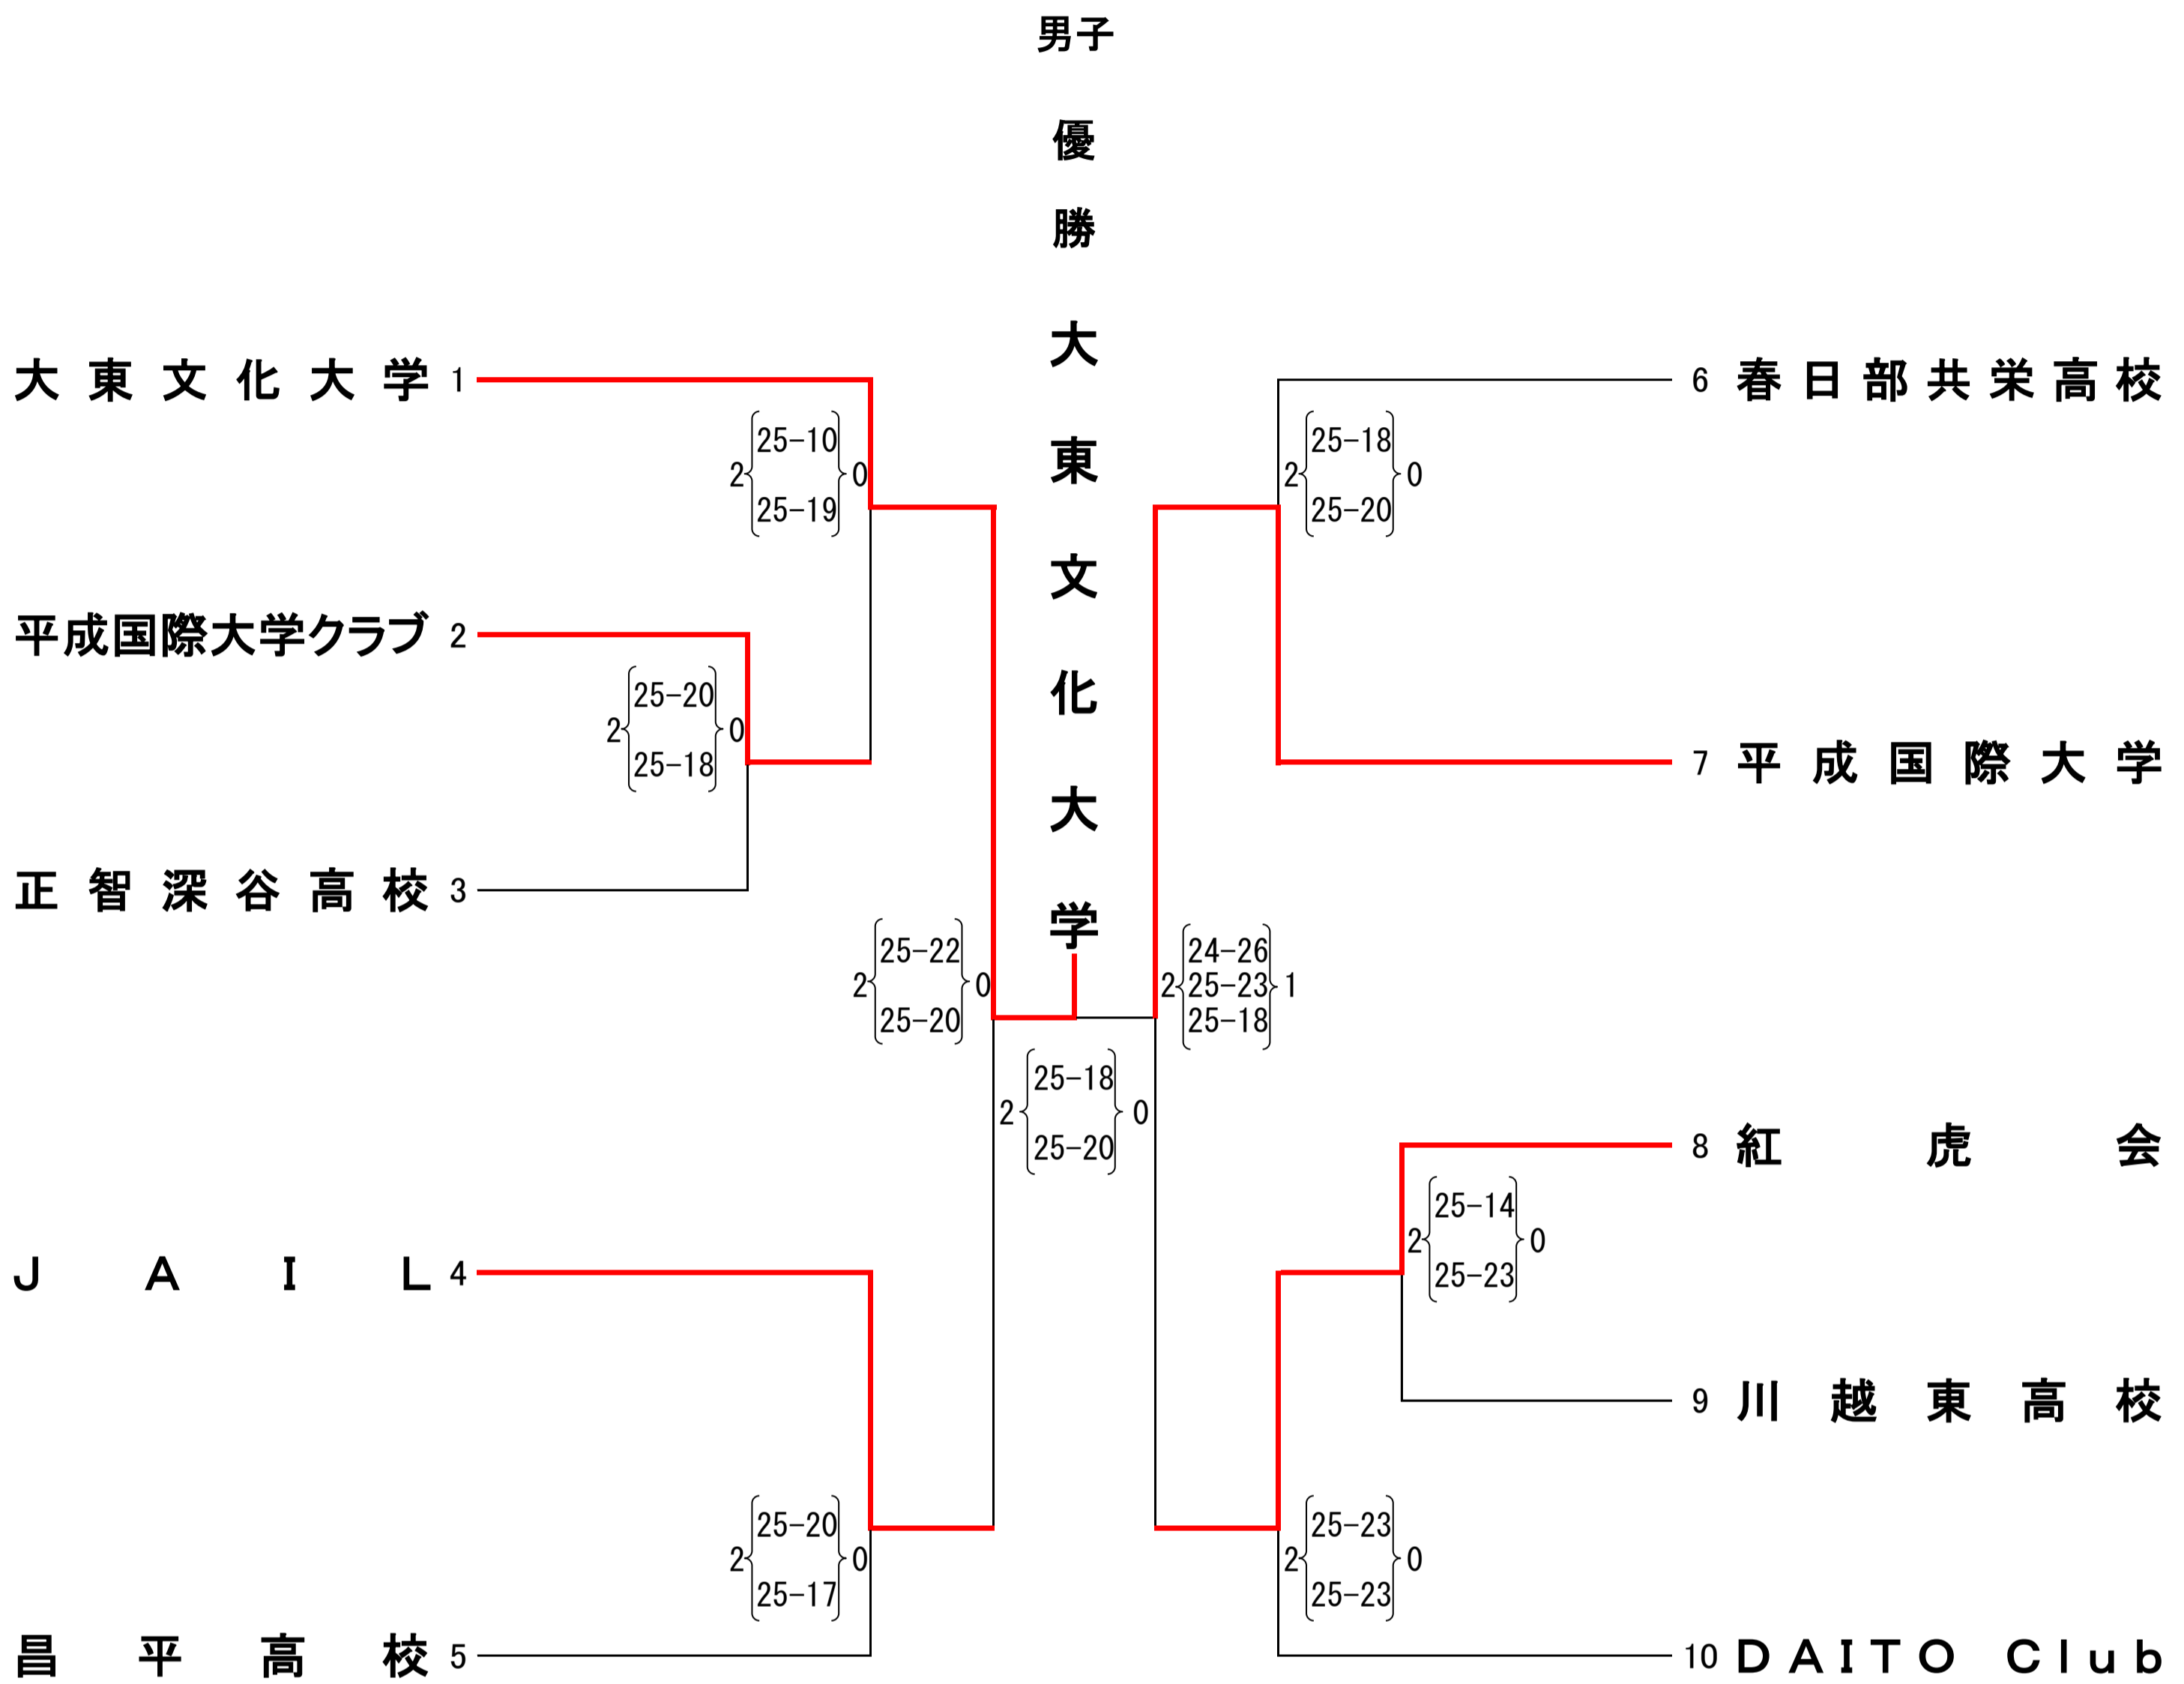 男子
優勝
大東文化大学
大東文化大学 1
2 25-10 0
25-19
平成国際大学クラブ 2
2 25-20 0
25-18
正智深谷高校 3
2 25-22 0
25-20
JAIL 4
2 25-20 0
25-17
昌平高校 5
2 25-18 0
25-20
6 春日部共栄高校
2 25-18 0
25-20
7 平成国際大学
24-26
2 25-23 1
25-18
8 紅虎会
2 25-14 0
25-23
9 川越東高校
2 25-23 0
25-23
10 DAITO Club